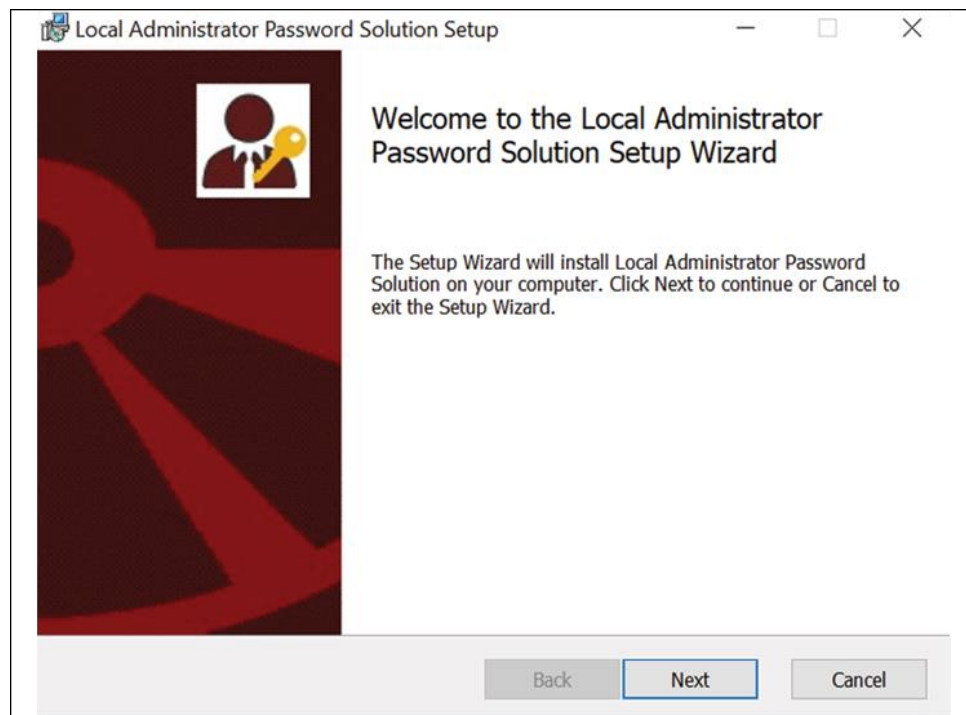 Local Administrator Password Solution Setup
Welcome to the Local Administrator
Password Solution Setup Wizard
The Setup Wizard will install Local Administrator Password
Solution on your computer. Click Next to continue or Cancel to
exit the Setup Wizard.
Back Next Cancel